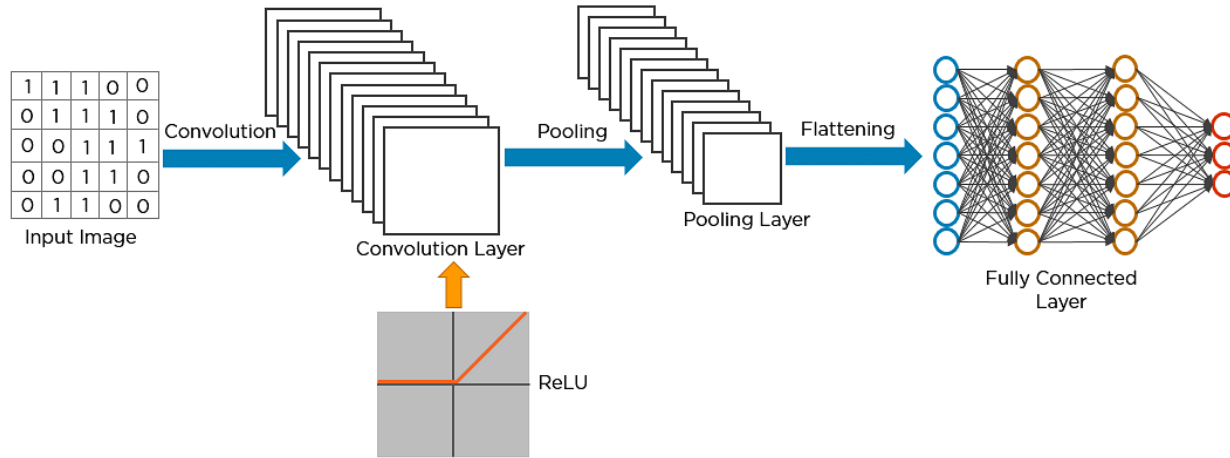 1 1 1 0 0
0 1 1 1 0
0 0 1 1 1
0 0 1 1 0
0 1 1 0 0
Input Image
Convolution
Convolution Layer
ReLU
Pooling
Pooling Layer
Flattening
Fully Connected
Layer